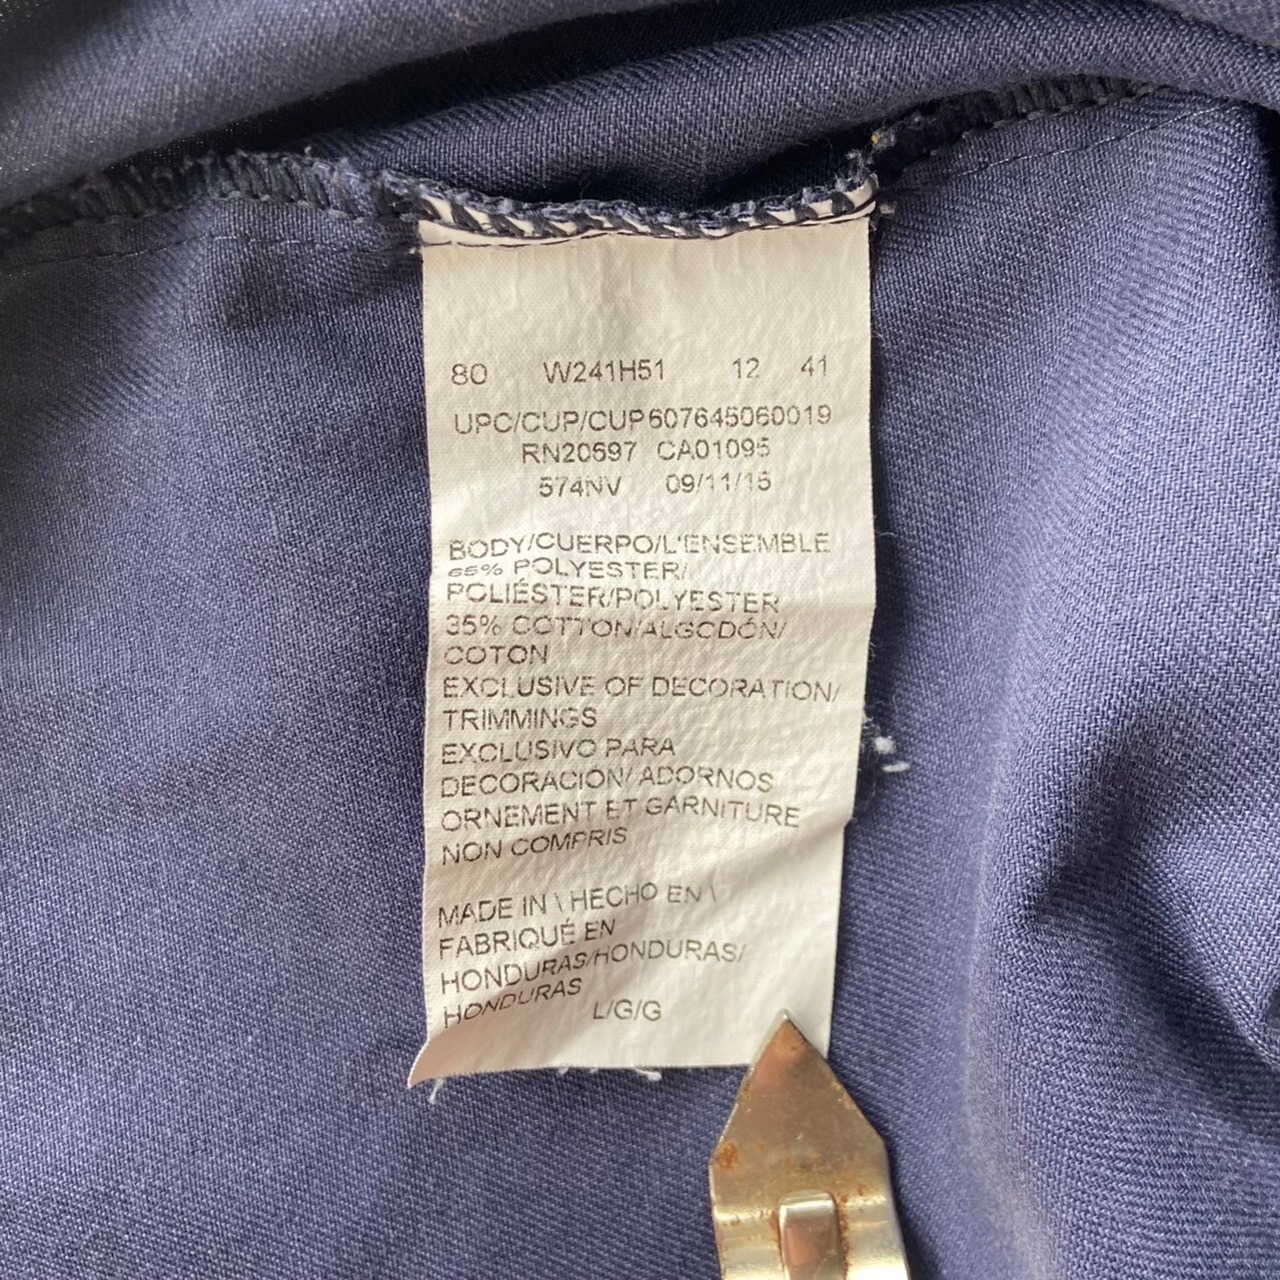 80 W241H51 12 41
UPC/CUP/CUP607645060019
RN20697 CA01095
574NV 09/11/15
BODY/CUERPO/L'ENSEMBLE
65% POLYESTER/
POLIÉSTER/POLYESTER
35% COTTON/ALGODÓN/
COTON
EXCLUSIVE OF DECORATION/
TRIMMINGS
EXCLUSIVO PARA
DECORACIÓN/ ADORNOS
ORNEMENT ET GARNITURE
NON COMPRIS
MADE IN \ HECHO EN \
FABRIQUÉ EN
HONDURAS/HONDURAS/
HONDURAS
L/G/G